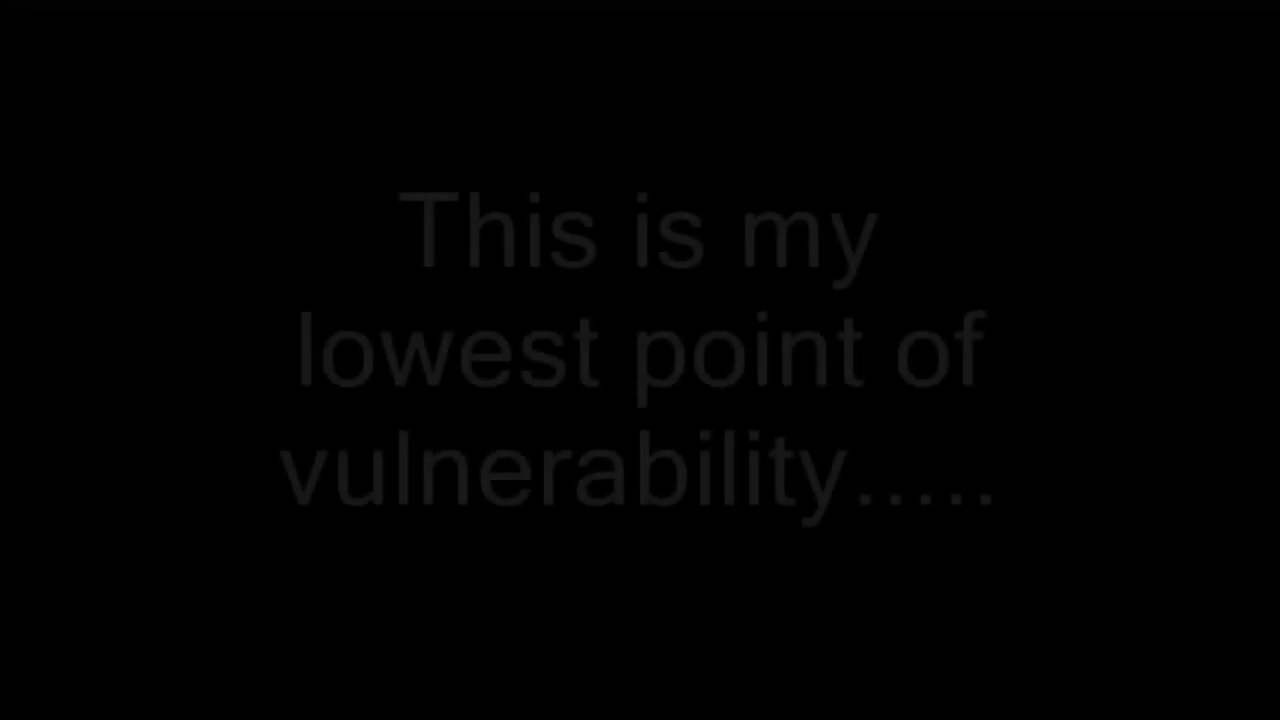 This is my
lowest point of
vulnerability.....